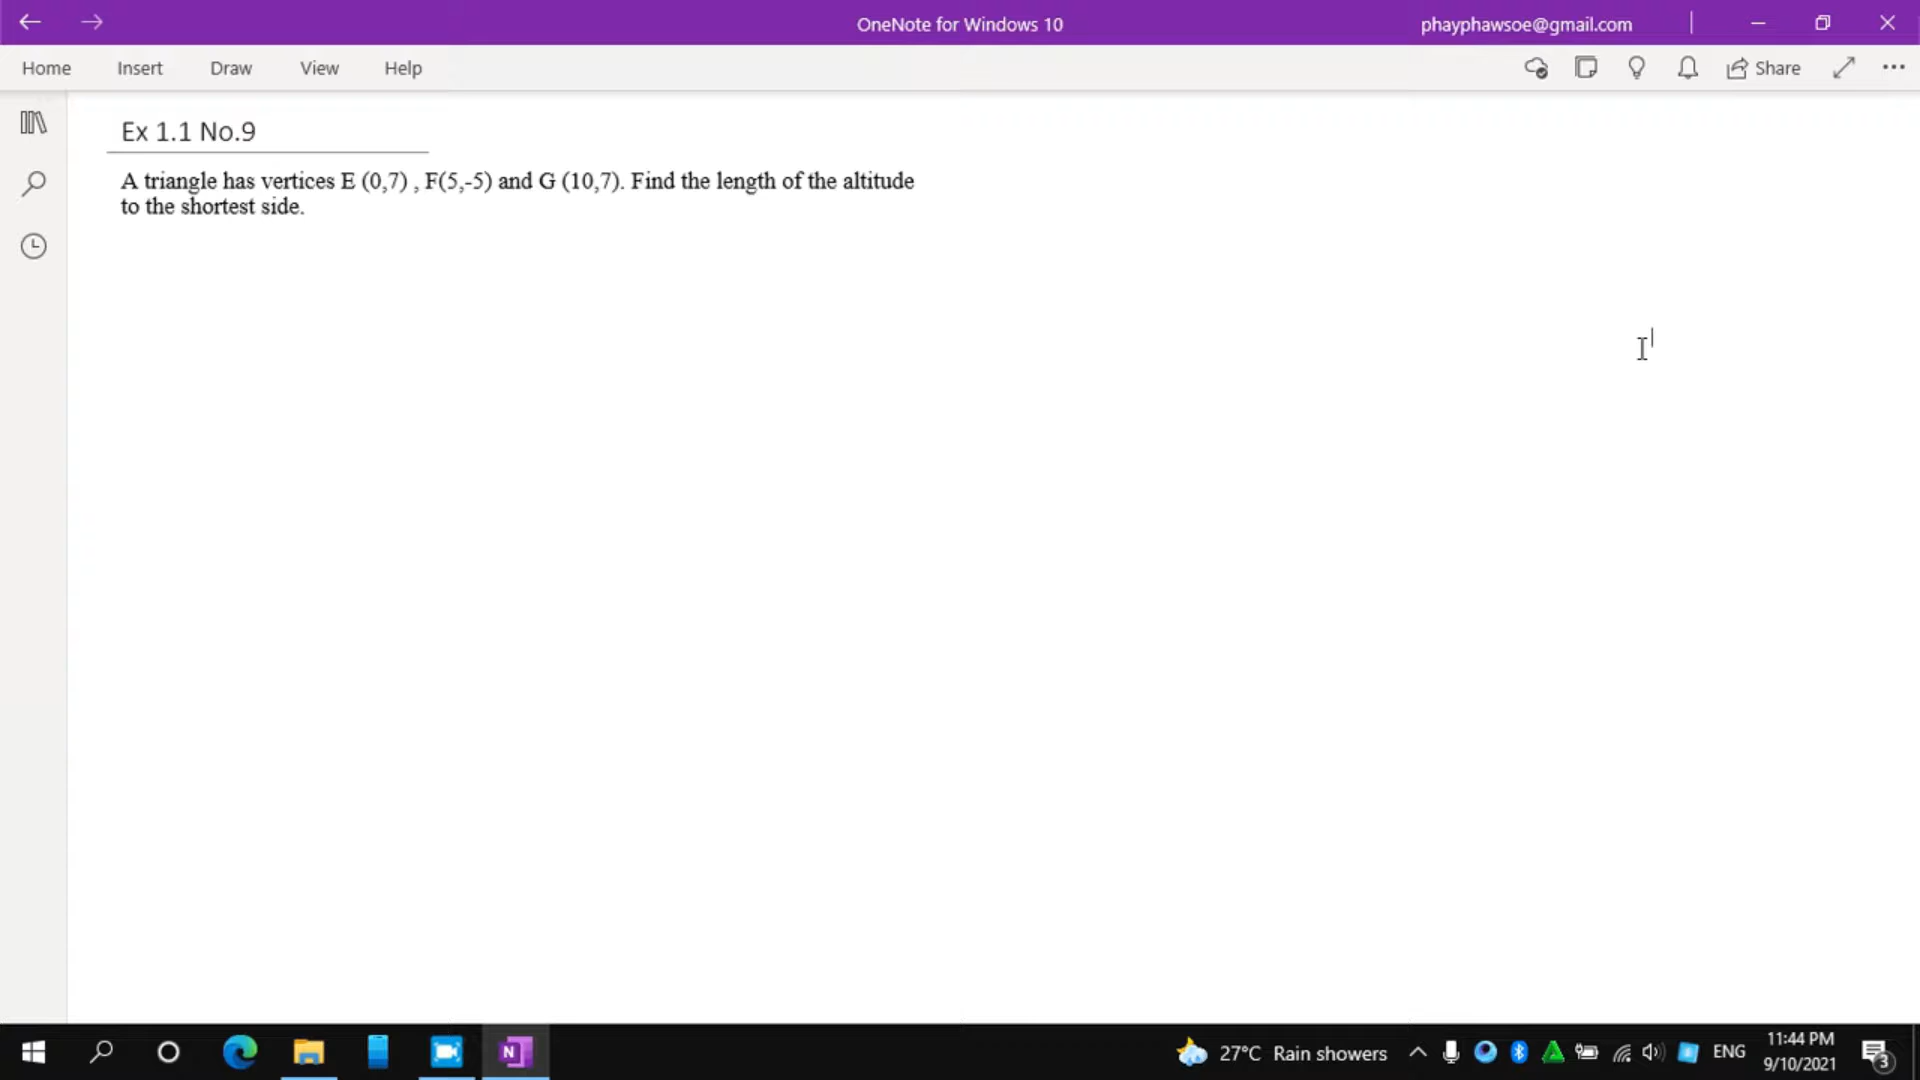 OneNote for Windows 10
phayphawsoe@gmail.com
Home Insert Draw View Help
Share
Ex 1.1 No.9
A triangle has vertices E (0,7) , F(5,-5) and G (10,7). Find the length of the altitude
to the shortest side.
N
27°C Rain showers
ENG
11:44 PM
9/10/2021
3